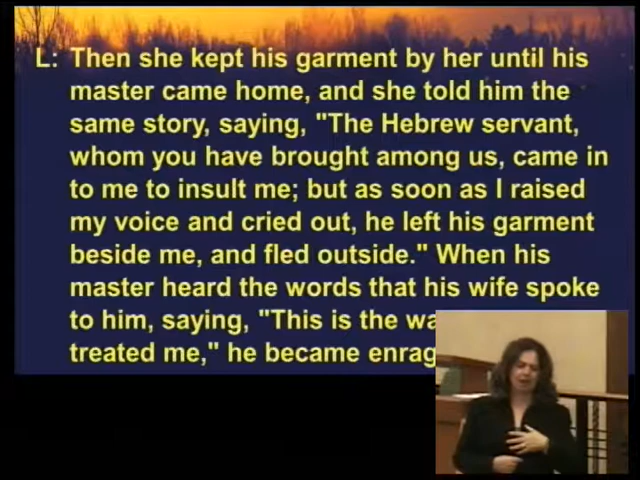 L: Then she kept his garment by her until his
master came home, and she told him the
same story, saying, "The Hebrew servant,
whom you have brought among us, came in
to me to insult me; but as soon as I raised
my voice and cried out, he left his garment
beside me, and fled outside." When his
master heard the words that his wife spoke
to him, saying, "This is the wa
treated me," he became enrag